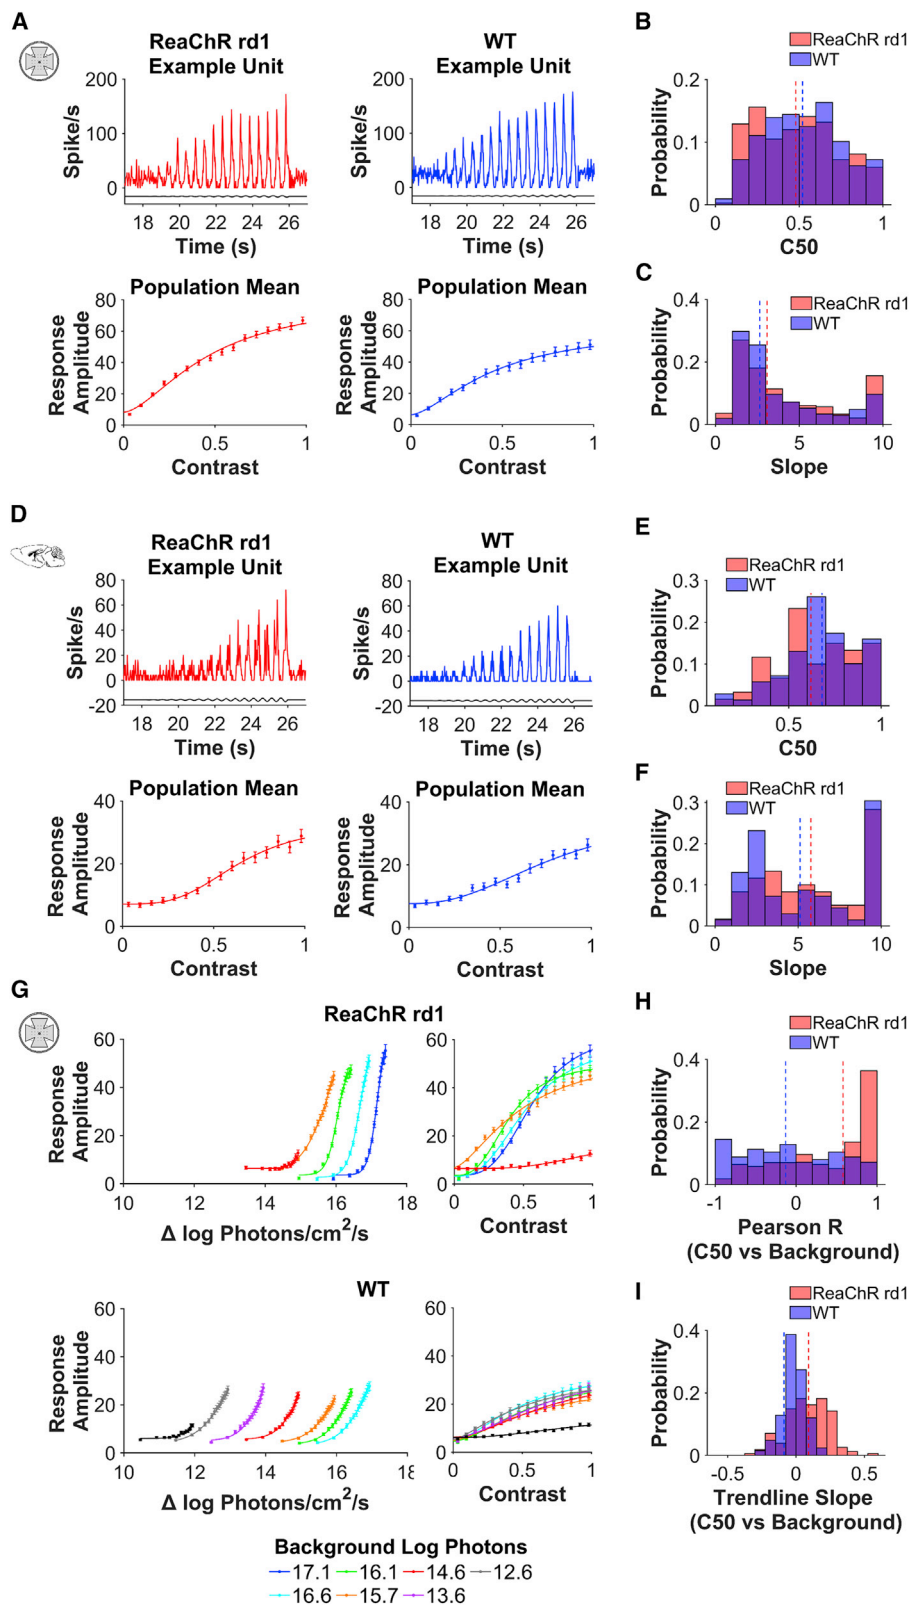 A
ReaChR rd1
Example Unit
Spike/s
200
100
0
18 20 22 24 26
Time (s)
WT
Example Unit
Spike/s
200
100
0
18 20 22 24 26
Time (s)
Population Mean
Response
Amplitude
80
60
40
20
0
0 0.5 1
Contrast
Population Mean
Response
Amplitude
80
60
40
20
0
0 0.5 1
Contrast
B
ReaChR rd1
WT
Probability
0.2
0.1
0
0 0.5 1
C50
C
ReaChR rd1
WT
Probability
0.4
0.2
0
0 5 10
Slope
D
ReaChR rd1
Example Unit
Spike/s
80
60
40
20
0
-20
18 20 22 24 26
Time (s)
WT
Example Unit
Spike/s
80
60
40
20
0
-20
18 20 22 24 26
Time (s)
Population Mean
Response
Amplitude
40
20
0
0 0.5 1
Contrast
Population Mean
Response
Amplitude
40
20
0
0 0.5 1
Contrast
E
ReaChR rd1
WT
Probability
0.3
0.2
0.1
0
0.5 1
C50
F
ReaChR rd1
WT
Probability
0.3
0.2
0.1
0
0 5 10
Slope
G
ReaChR rd1
Response
Amplitude
60
40
20
0
10 12 14 16 18
Δ log Photons/cm²/s
60
40
20
0
0 0.5 1
Contrast
WT
Response
Amplitude
60
40
20
0
10 12 14 16 18
Δ log Photons/cm²/s
60
40
20
0
0 0.5 1
Contrast
Background Log Photons
17.1 16.1 14.6 12.6
16.6 15.7 13.6
H
ReaChR rd1
WT
Probability
0.4
0.2
0
-1 0 1
Pearson R
(C50 vs Background)
I
ReaChR rd1
WT
Probability
0.4
0.2
0
-0.5 0 0.5
Trendline Slope
(C50 vs Background)